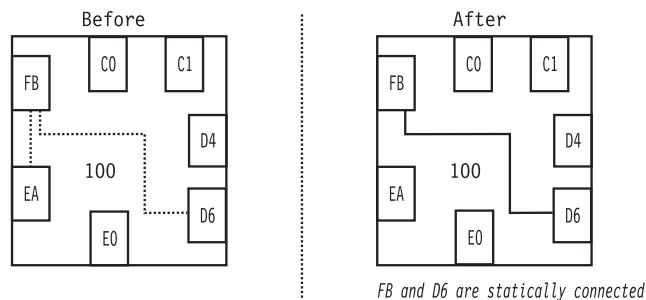 Before
After
FB
C0
C1
D4
100
EA
D6
E0
FB
C0
C1
D4
100
EA
D6
E0
FB and D6 are statically connected